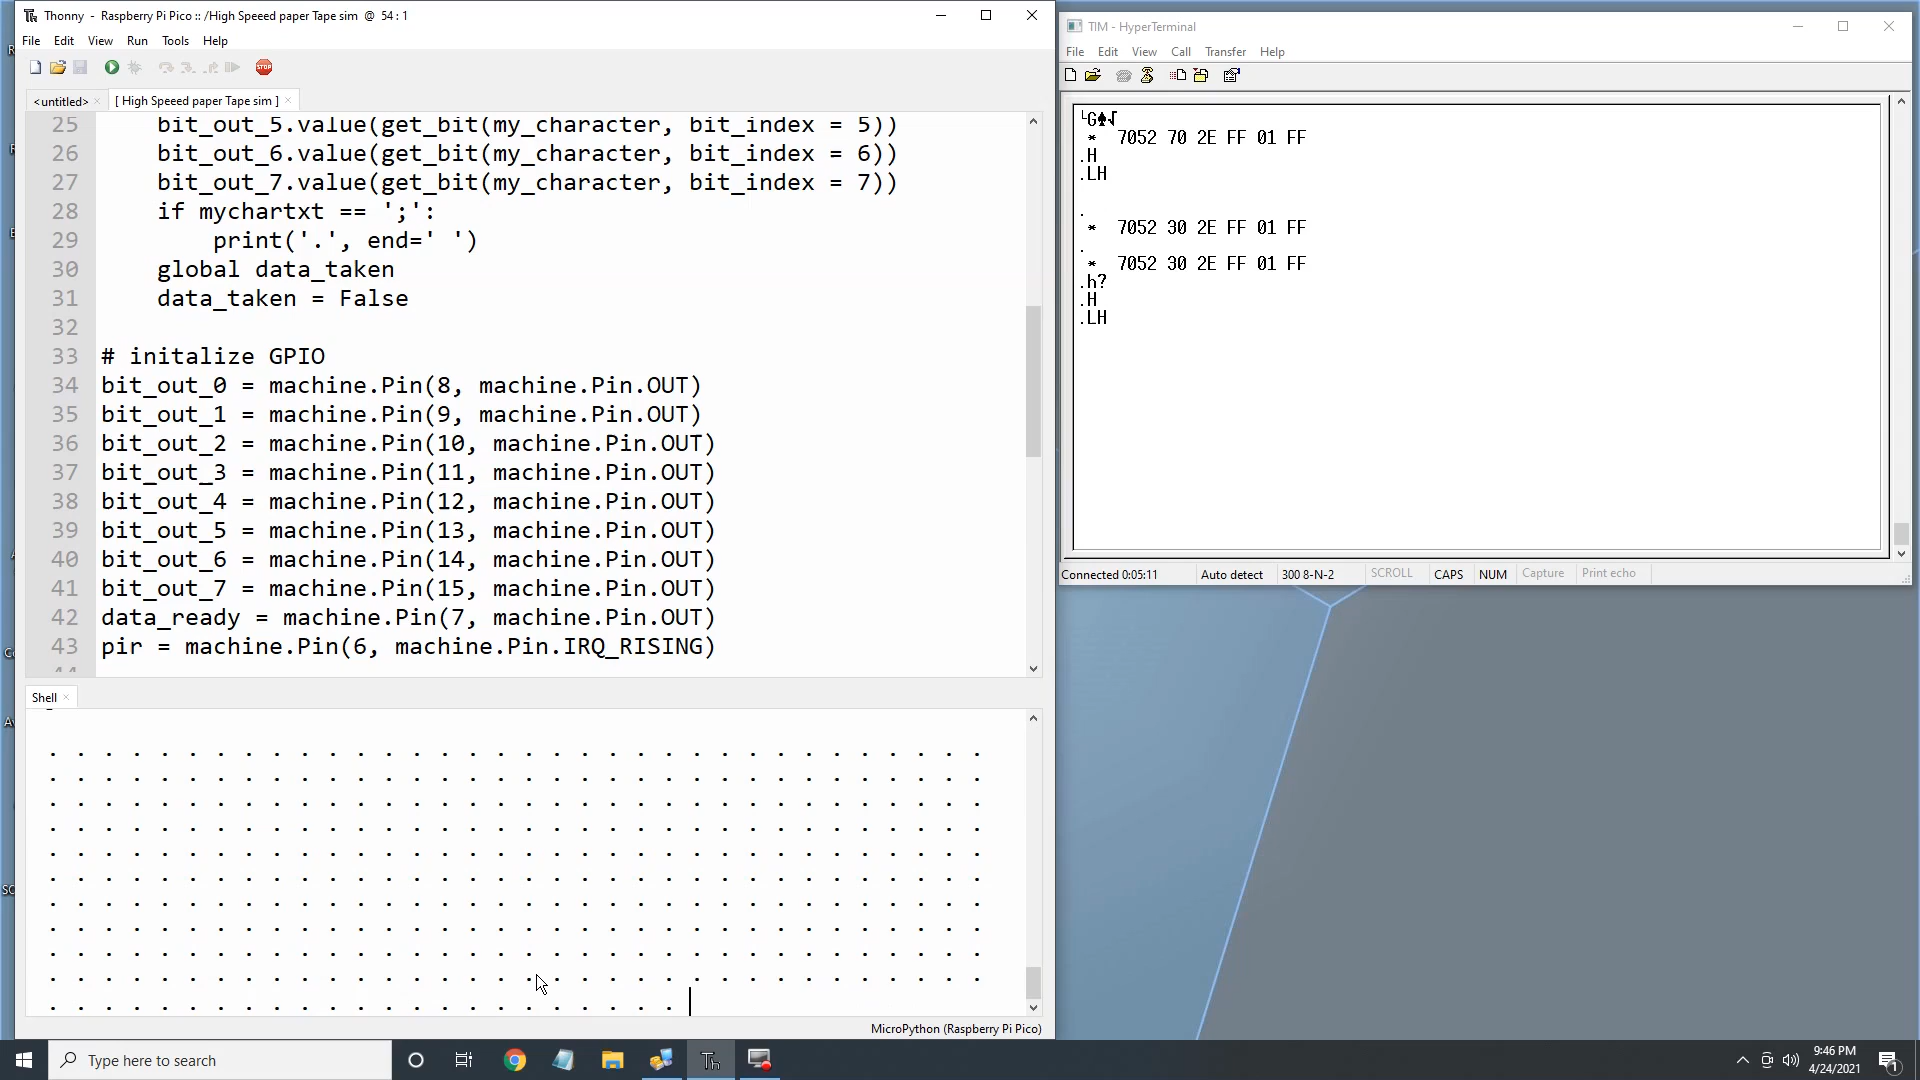 Thonny - Raspberry Pi Pico :: /High Speeed paper Tape sim @ 54 : 1
File Edit View Run Tools Help
STOP
<untitled> [ High Speeed paper Tape sim ]
25 bit_out_5.value(get_bit(my_character, bit_index = 5))
26 bit_out_6.value(get_bit(my_character, bit_index = 6))
27 bit_out_7.value(get_bit(my_character, bit_index = 7))
28 if mychartxt == ';':
29 print('.', end=' ')
30 global data_taken
31 data_taken = False
32
33 # initalize GPIO
34 bit_out_0 = machine.Pin(8, machine.Pin.OUT)
35 bit_out_1 = machine.Pin(9, machine.Pin.OUT)
36 bit_out_2 = machine.Pin(10, machine.Pin.OUT)
37 bit_out_3 = machine.Pin(11, machine.Pin.OUT)
38 bit_out_4 = machine.Pin(12, machine.Pin.OUT)
39 bit_out_5 = machine.Pin(13, machine.Pin.OUT)
40 bit_out_6 = machine.Pin(14, machine.Pin.OUT)
41 bit_out_7 = machine.Pin(15, machine.Pin.OUT)
42 data_ready = machine.Pin(7, machine.Pin.OUT)
43 pir = machine.Pin(6, machine.Pin.IRQ_RISING)
44
Shell
. . . . . . . . . . . . . . . . . . . . . . . . . . . . . . . . . .
. . . . . . . . . . . . . . . . . . . . . . . . . . . . . . . . . .
. . . . . . . . . . . . . . . . . . . . . . . . . . . . . . . . . .
. . . . . . . . . . . . . . . . . . . . . . . . . . . . . . . . . .
. . . . . . . . . . . . . . . . . . . . . . . . . . . . . . . . . .
. . . . . . . . . . . . . . . . . . . . . . . . . . . . . . . . . .
. . . . . . . . . . . . . . . . . . . . . . . . . . . . . . . . . .
. . . . . . . . . . . . . . . . . . . . . . . . . . . . . . . . . .
. . . . . . . . . . . . . . . . . . . . . . . . . . . . . . . . . .
. . . . . . . . . . . . . . . . . . . . . . . . . . . . . . . . . .
. . . . . . . . . . . . . . . . . . . . . . .
MicroPython (Raspberry Pi Pico)
TIM - HyperTerminal
File Edit View Call Transfer Help
└G♠√
* 7052 70 2E FF 01 FF
.H
.LH
.
* 7052 30 2E FF 01 FF
.
* 7052 30 2E FF 01 FF
.h?
.H
.LH
Connected 0:05:11 Auto detect 300 8-N-2 SCROLL CAPS NUM Capture Print echo
Type here to search
9:46 PM
4/24/2021
1